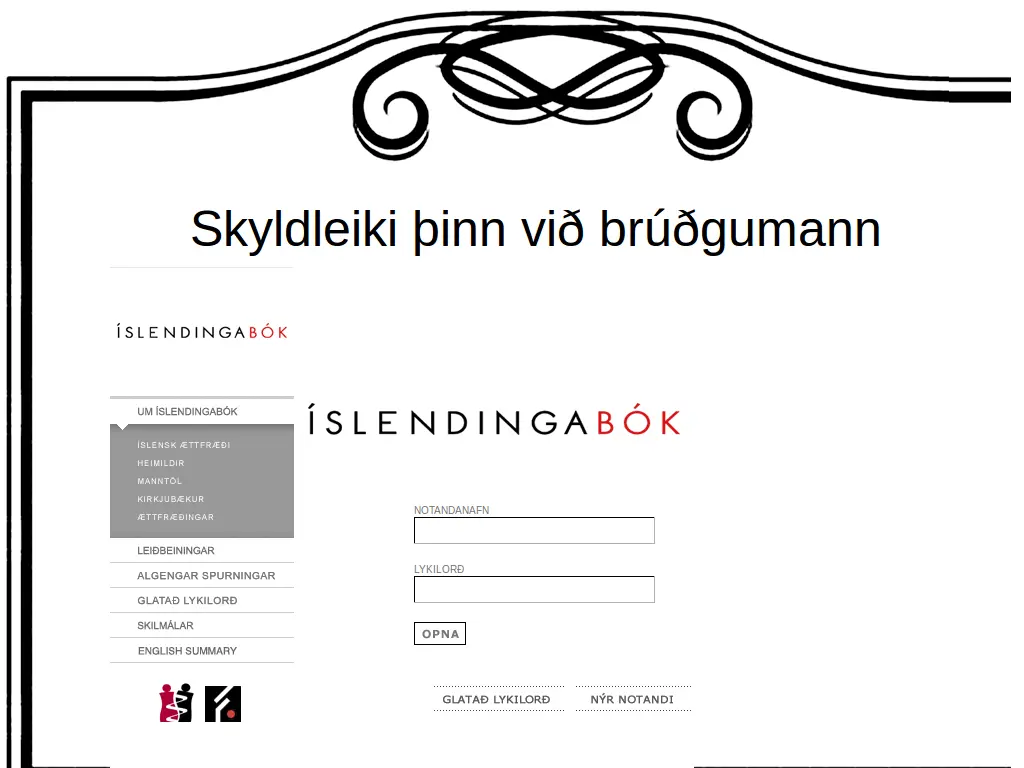 Skyldleiki þinn við brúðgumann
ÍSLENDINGABÓK
UM ÍSLENDINGABÓK
ÍSLENSK ÆTTFRÆÐI
HEIMILDIR
MANNTÖL
KIRKJUBÆKUR
ÆTTFRÆÐINGAR
LEIÐBEININGAR
ALGENGAR SPURNINGAR
GLATAÐ LYKILORÐ
SKILMÁLAR
ENGLISH SUMMARY
ÍSLENDINGABÓK
NOTANDANAFN
LYKILORÐ
OPNA
GLATAÐ LYKILORÐ
NÝR NOTANDI